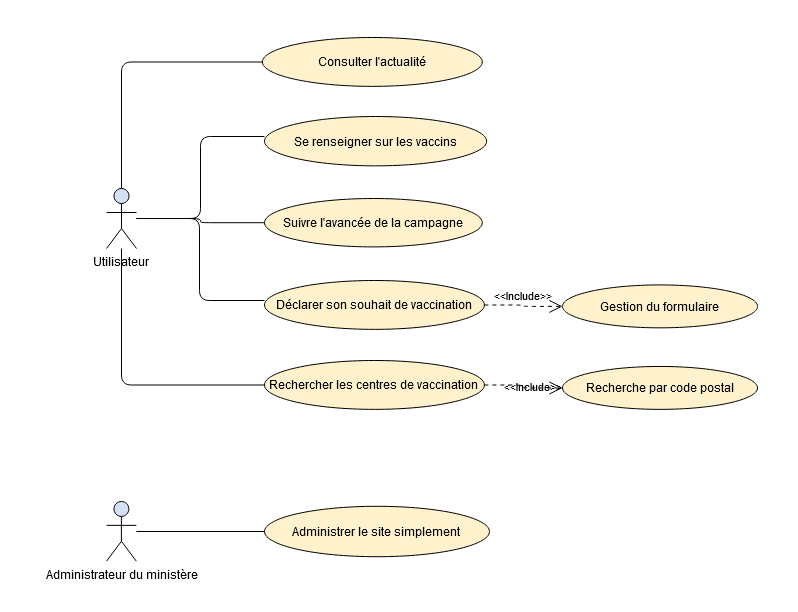 Consulter l'actualité
Se renseigner sur les vaccins
Suivre l'avancée de la campagne
Utilisateur
Déclarer son souhait de vaccination
<<Include>>
Gestion du formulaire
Rechercher les centres de vaccination
<<Include>>
Recherche par code postal
Administrer le site simplement
Administrateur du ministère